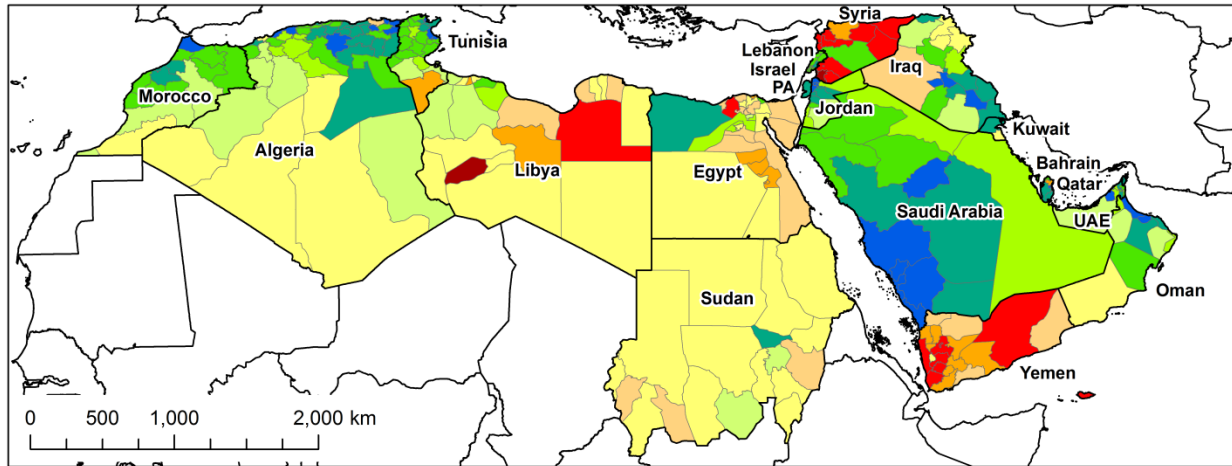 Syria
Tunisia
Lebanon
Israel
PA
Iraq
Morocco
Jordan
Kuwait
Algeria
Libya
Egypt
Bahrain
Qatar
Saudi Arabia
UAE
Sudan
Oman
Yemen
0 500 1,000 2,000 km